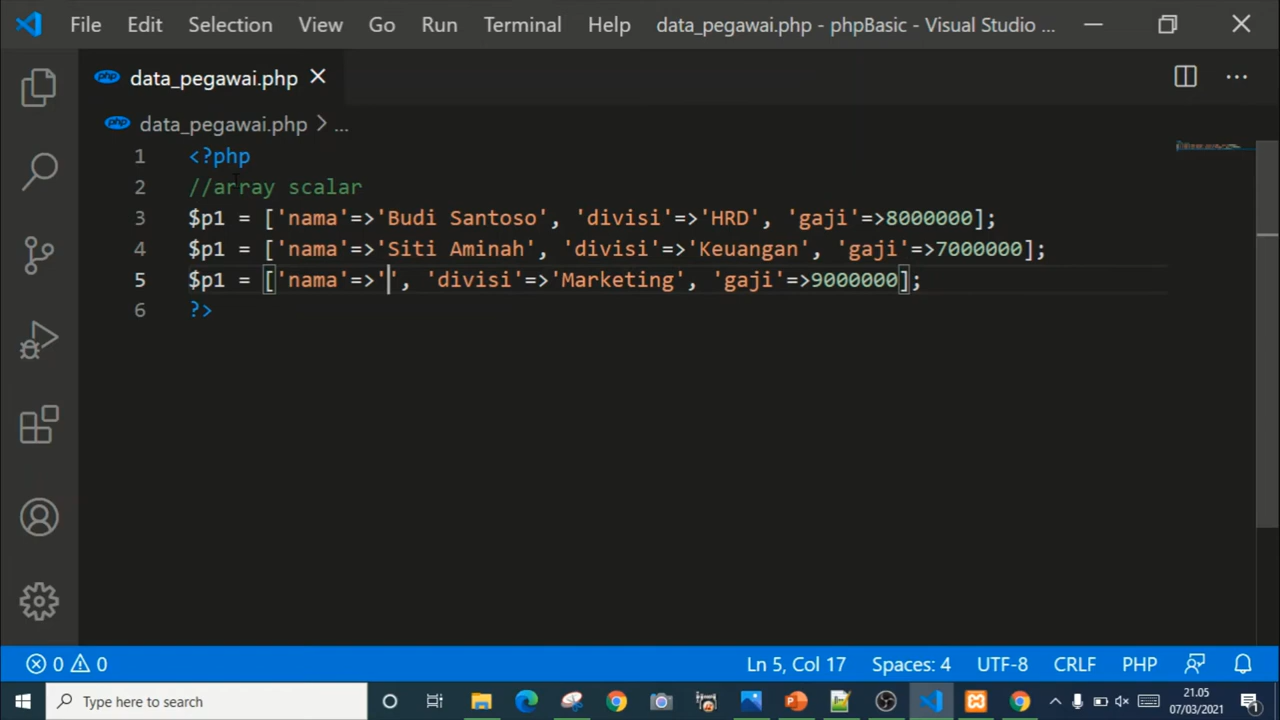 File Edit Selection View Go Run Terminal Help data_pegawai.php - phpBasic - Visual Studio ...
php data_pegawai.php
php data_pegawai.php > ...
1 <?php
2 //array scalar
3 $p1 = ['nama'=>'Budi Santoso', 'divisi'=>'HRD', 'gaji'=>8000000];
4 $p1 = ['nama'=>'Siti Aminah', 'divisi'=>'Keuangan', 'gaji'=>7000000];
5 $p1 = ['nama'=>'', 'divisi'=>'Marketing', 'gaji'=>9000000];
6 ?>
0 0 Ln 5, Col 17 Spaces: 4 UTF-8 CRLF PHP
Type here to search 21.05
07/03/2021 1